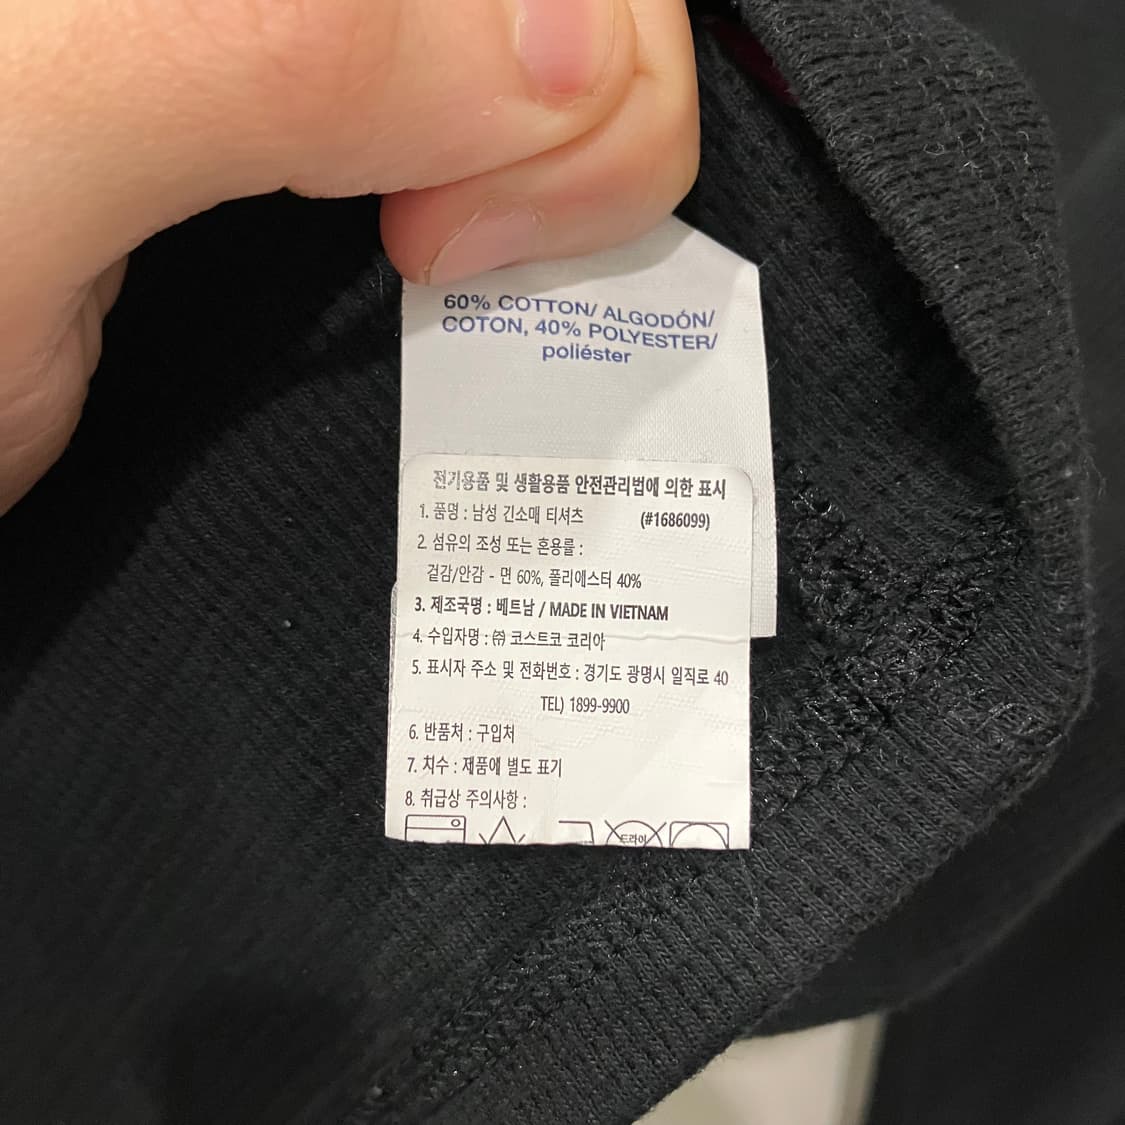 60% COTTON/ ALGODÓN/
COTON, 40% POLYESTER/
poliéster
전기용품 및 생활용품 안전관리법에 의한 표시
1. 품명 : 남성 긴소매 티셔츠 (#1686099)
2. 섬유의 조성 또는 혼용률 :
겉감/안감 - 면 60%, 폴리에스터 40%
3. 제조국명 : 베트남 / MADE IN VIETNAM
4. 수입자명 : ㈜ 코스트코 코리아
5. 표시자 주소 및 전화번호 : 경기도 광명시 일직로 40
TEL) 1899-9900
6. 반품처 : 구입처
7. 치수 : 제품에 별도 표기
8. 취급상 주의사항 :
드라이